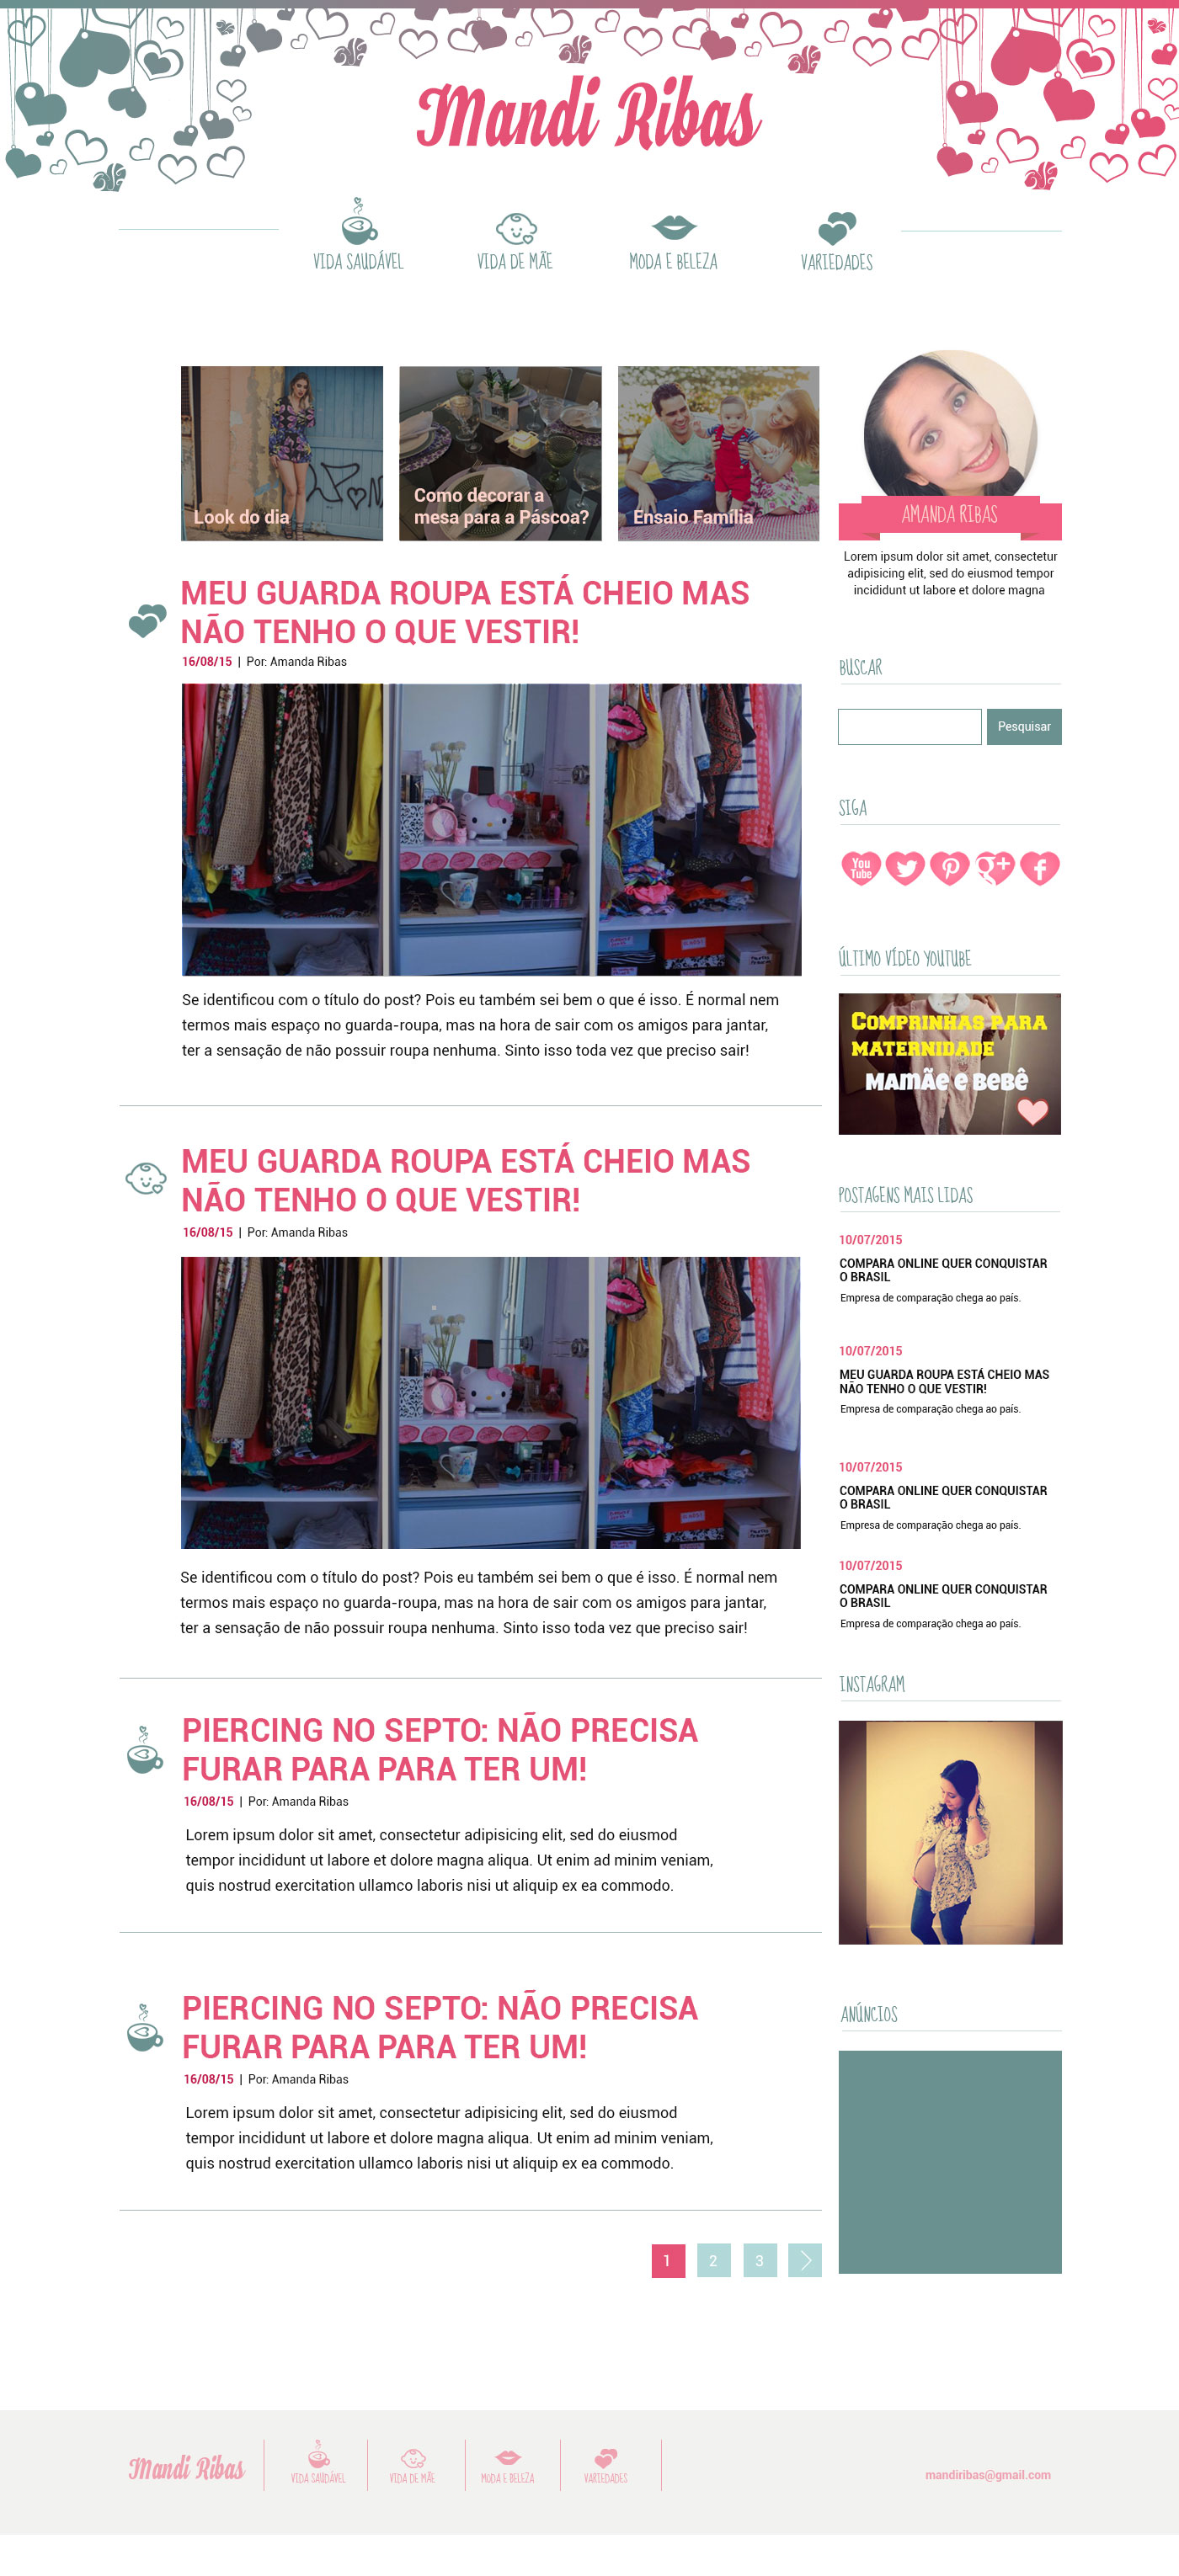 Mandi Ribas
VIDA SAUDÁVEL
VIDA DE MÃE
MODA E BELEZA
VARIEDADES
Look do dia
Como decorar a
mesa para a Páscoa?
Ensaio Família
MEU GUARDA ROUPA ESTÁ CHEIO MAS
NÃO TENHO O QUE VESTIR!
16/08/15 | Por: Amanda Ribas
Se identificou com o título do post? Pois eu também sei bem o que é isso. É normal nem
termos mais espaço no guarda-roupa, mas na hora de sair com os amigos para jantar,
ter a sensação de não possuir roupa nenhuma. Sinto isso toda vez que preciso sair!
MEU GUARDA ROUPA ESTÁ CHEIO MAS
NÃO TENHO O QUE VESTIR!
16/08/15 | Por: Amanda Ribas
Se identificou com o título do post? Pois eu também sei bem o que é isso. É normal nem
termos mais espaço no guarda-roupa, mas na hora de sair com os amigos para jantar,
ter a sensação de não possuir roupa nenhuma. Sinto isso toda vez que preciso sair!
PIERCING NO SEPTO: NÃO PRECISA
FURAR PARA PARA TER UM!
16/08/15 | Por: Amanda Ribas
Lorem ipsum dolor sit amet, consectetur adipisicing elit, sed do eiusmod
tempor incididunt ut labore et dolore magna aliqua. Ut enim ad minim veniam,
quis nostrud exercitation ullamco laboris nisi ut aliquip ex ea commodo.
PIERCING NO SEPTO: NÃO PRECISA
FURAR PARA PARA TER UM!
16/08/15 | Por: Amanda Ribas
Lorem ipsum dolor sit amet, consectetur adipisicing elit, sed do eiusmod
tempor incididunt ut labore et dolore magna aliqua. Ut enim ad minim veniam,
quis nostrud exercitation ullamco laboris nisi ut aliquip ex ea commodo.
1 2 3
AMANDA RIBAS
Lorem ipsum dolor sit amet, consectetur
adipisicing elit, sed do eiusmod tempor
incididunt ut labore et dolore magna
BUSCAR
Pesquisar
SIGA
You
Tube
g+
ÚLTIMO VÍDEO YOUTUBE
COMPRINHAS PARA
MATERNIDADE
MAMÃE E BEBÊ
POSTAGENS MAIS LIDAS
10/07/2015
COMPARA ONLINE QUER CONQUISTAR
O BRASIL
Empresa de comparação chega ao país.
10/07/2015
MEU GUARDA ROUPA ESTÁ CHEIO MAS
NÃO TENHO O QUE VESTIR!
Empresa de comparação chega ao país.
10/07/2015
COMPARA ONLINE QUER CONQUISTAR
O BRASIL
Empresa de comparação chega ao país.
10/07/2015
COMPARA ONLINE QUER CONQUISTAR
O BRASIL
Empresa de comparação chega ao país.
INSTAGRAM
ANÚNCIOS
Mandi Ribas
VIDA SAUDÁVEL
VIDA DE MÃE
MODA E BELEZA
VARIEDADES
mandiribas@gmail.com